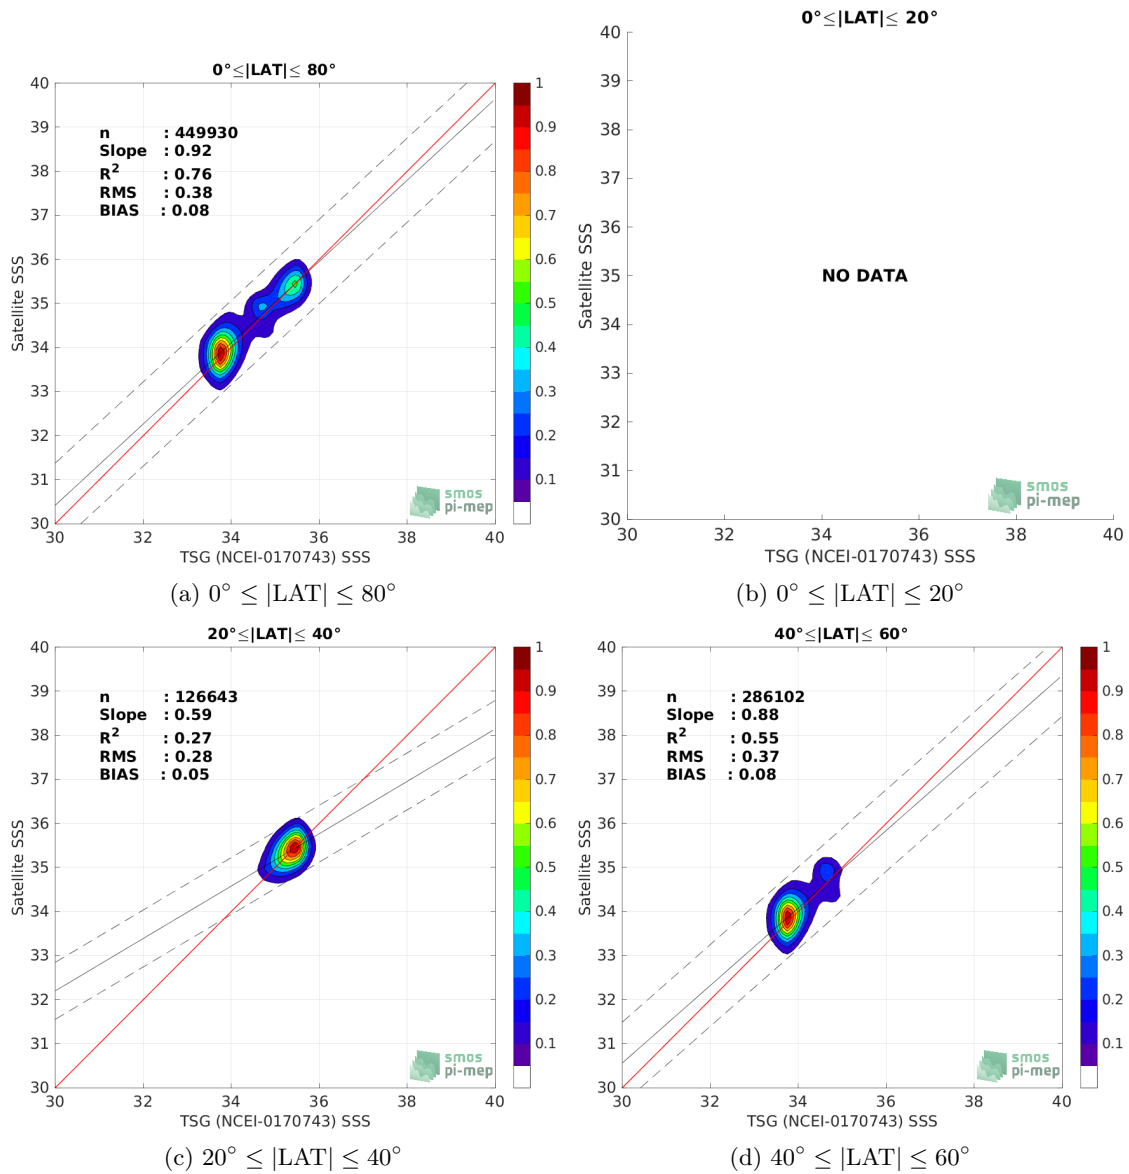 0°≤|LAT|≤ 80°
40
39
38
37
36
35
34
33
32
31
30
Satellite SSS
n : 449930
Slope : 0.92
R² : 0.76
RMS : 0.38
BIAS : 0.08
smos
pi-mep
30 32 34 36 38 40
TSG (NCEI-0170743) SSS
1
0.9
0.8
0.7
0.6
0.5
0.4
0.3
0.2
0.1
(a) 0° ≤ |LAT| ≤ 80°
0°≤|LAT|≤ 20°
40
39
38
37
36
35
34
33
32
31
30
Satellite SSS
NO DATA
smos
pi-mep
30 32 34 36 38 40
TSG (NCEI-0170743) SSS
(b) 0° ≤ |LAT| ≤ 20°
20°≤|LAT|≤ 40°
40
39
38
37
36
35
34
33
32
31
30
Satellite SSS
n : 126643
Slope : 0.59
R² : 0.27
RMS : 0.28
BIAS : 0.05
smos
pi-mep
30 32 34 36 38 40
TSG (NCEI-0170743) SSS
1
0.9
0.8
0.7
0.6
0.5
0.4
0.3
0.2
0.1
(c) 20° ≤ |LAT| ≤ 40°
40°≤|LAT|≤ 60°
40
39
38
37
36
35
34
33
32
31
30
Satellite SSS
n : 286102
Slope : 0.88
R² : 0.55
RMS : 0.37
BIAS : 0.08
smos
pi-mep
30 32 34 36 38 40
TSG (NCEI-0170743) SSS
1
0.9
0.8
0.7
0.6
0.5
0.4
0.3
0.2
0.1
(d) 40° ≤ |LAT| ≤ 60°